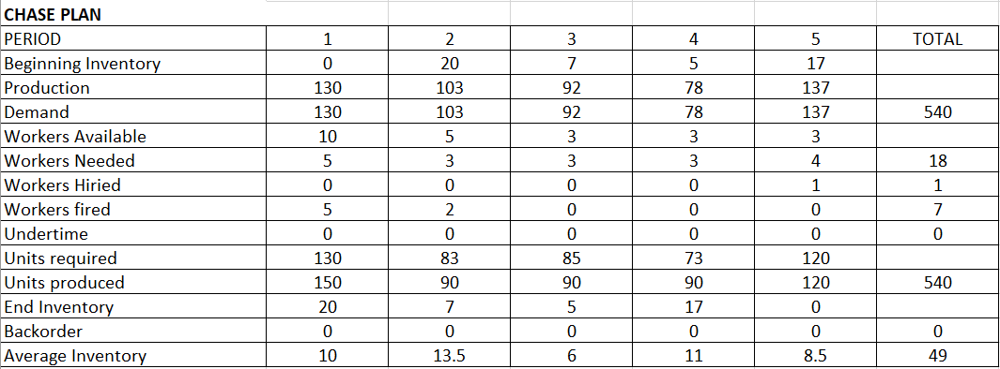 CHASE PLAN
PERIOD 1 2 3 4 5 TOTAL
Beginning Inventory 0 20 7 5 17
Production 130 103 92 78 137
Demand 130 103 92 78 137 540
Workers Available 10 5 3 3 3
Workers Needed 5 3 3 3 4 18
Workers Hiried 0 0 0 0 1 1
Workers fired 5 2 0 0 0 7
Undertime 0 0 0 0 0 0
Units required 130 83 85 73 120
Units produced 150 90 90 90 120 540
End Inventory 20 7 5 17 0
Backorder 0 0 0 0 0 0
Average Inventory 10 13.5 6 11 8.5 49